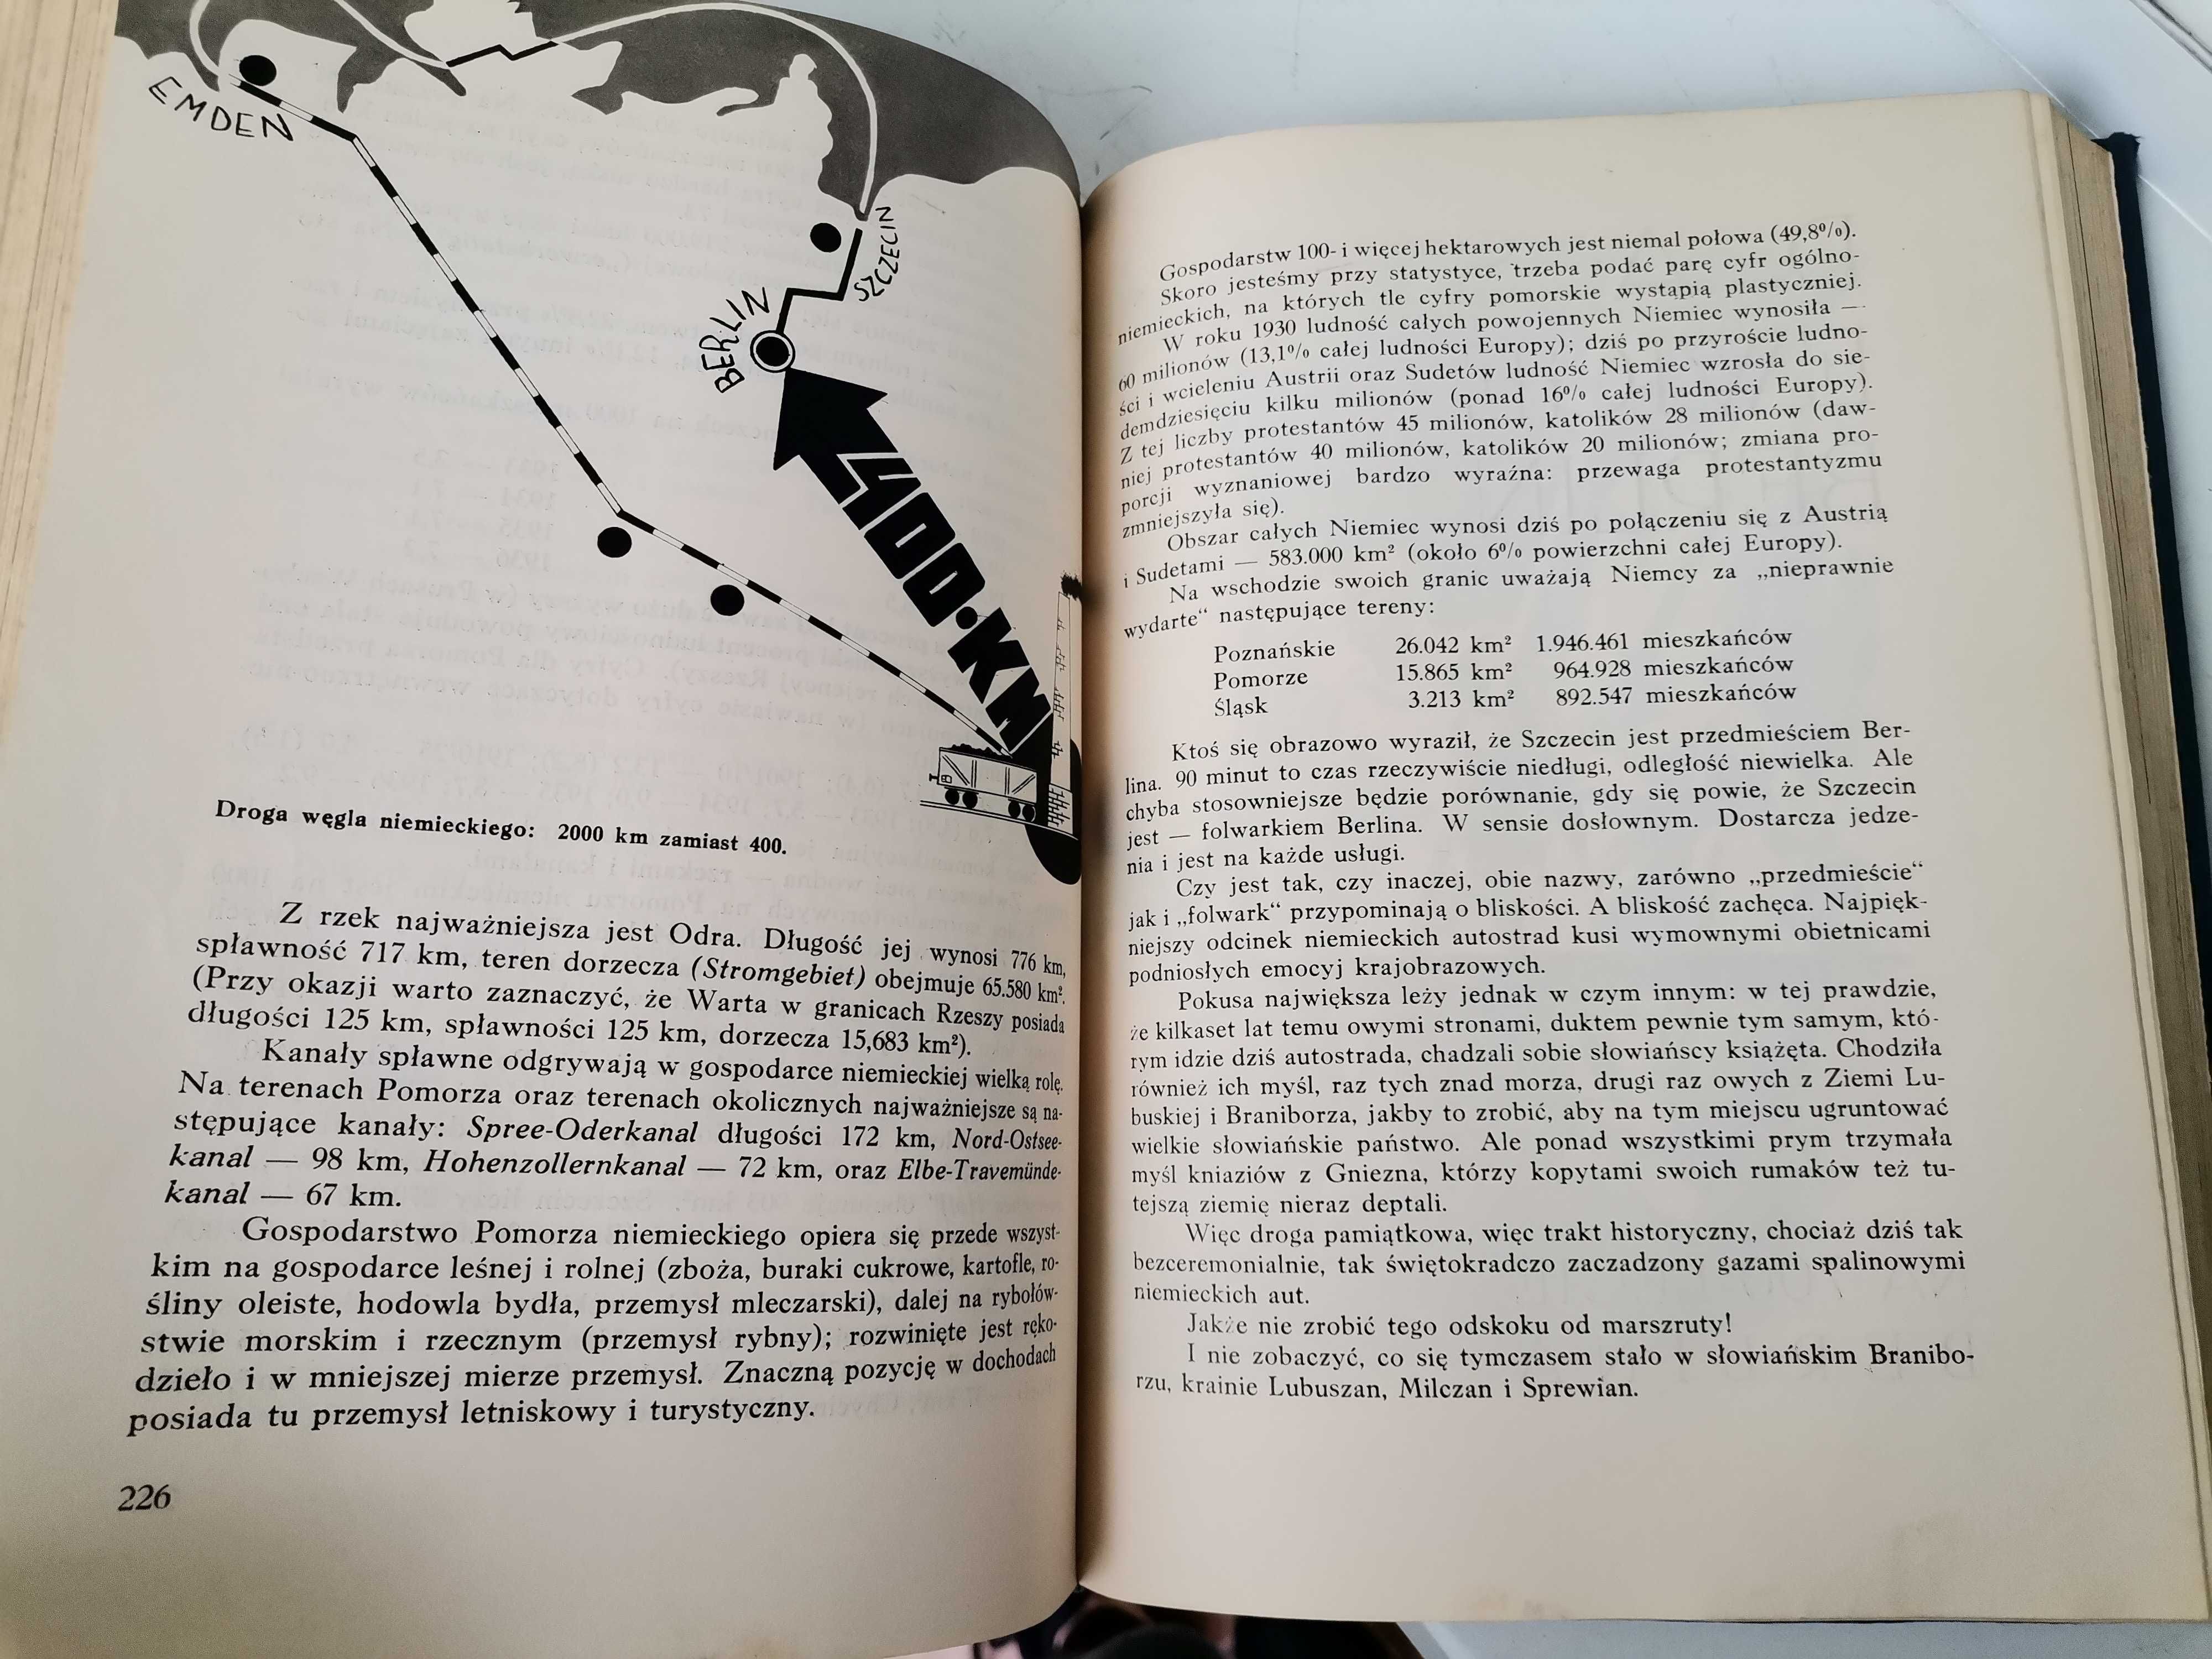 EMDEN
SZCZECIN
BERLIN
400·KM
Droga węgla niemieckiego: 2000 km zamiast 400.
Z rzek najważniejsza jest Odra. Długość jej wynosi 776 km,
spławność 717 km, teren dorzecza (Stromgebiet) obejmuje 65.580 km².
(Przy okazji warto zaznaczyć, że Warta w granicach Rzeszy posiada
długości 125 km, spławności 125 km, dorzecza 15,683 km²).
Kanały spławne odgrywają w gospodarce niemieckiej wielką rolę.
Na terenach Pomorza oraz terenach okolicznych najważniejsze są na-
stępujące kanały: Spree-Oderkanal długości 172 km, Nord-Ostsee-
kanal — 98 km, Hohenzollernkanal — 72 km, oraz Elbe-Travemünde-
kanal — 67 km.
Gospodarstwo Pomorza niemieckiego opiera się przede wszyst-
kim na gospodarce leśnej i rolnej (zboża, buraki cukrowe, kartofle, ro-
śliny oleiste, hodowla bydła, przemysł mleczarski), dalej na rybołów-
stwie morskim i rzecznym (przemysł rybny); rozwinięte jest ręko-
dzieło i w mniejszej mierze przemysł. Znaczną pozycję w dochodach
posiada tu przemysł letniskowy i turystyczny.
226
Gospodarstw 100- i więcej hektarowych jest niemal połowa (49,8%).
Skoro jesteśmy przy statystyce, trzeba podać parę cyfr ogólno-
niemieckich, na których tle cyfry pomorskie wystąpią plastyczniej.
W roku 1930 ludność całych powojennych Niemiec wynosiła —
60 milionów (13,1% całej ludności Europy); dziś po przyroście ludno-
ści i wcieleniu Austrii oraz Sudetów ludność Niemiec wzrosła do sie-
demdziesięciu kilku milionów (ponad 16% całej ludności Europy).
Z tej liczby protestantów 45 milionów, katolików 28 milionów (daw-
niej protestantów 40 milionów, katolików 20 milionów; zmiana pro-
porcji wyznaniowej bardzo wyraźna: przewaga protestantyzmu
zmniejszyła się).
Obszar całych Niemiec wynosi dziś po połączeniu się z Austrią
i Sudetami — 583.000 km² (około 6% powierzchni całej Europy).
Na wschodzie swoich granic uważają Niemcy za „nieprawnie
wydarte“ następujące tereny:
Poznańskie 26.042 km² 1.946.461 mieszkańców
Pomorze 15.865 km² 964.928 mieszkańców
Śląsk 3.213 km² 892.547 mieszkańców
Ktoś się obrazowo wyraził, że Szczecin jest przedmieściem Ber-
lina. 90 minut to czas rzeczywiście niedługi, odległość niewielka. Ale
chyba stosowniejsze będzie porównanie, gdy się powie, że Szczecin
jest — folwarkiem Berlina. W sensie dosłownym. Dostarcza jedze-
nia i jest na każde usługi.
Czy jest tak, czy inaczej, obie nazwy, zarówno „przedmieście“
jak i „folwark“ przypominają o bliskości. A bliskość zachęca. Najpięk-
niejszy odcinek niemieckich autostrad kusi wymownymi obietnicami
podniosłych emocyj krajobrazowych.
Pokusa największa leży jednak w czym innym: w tej prawdzie,
że kilkaset lat temu owymi stronami, duktem pewnie tym samym, któ-
rym idzie dziś autostrada, chadzali sobie słowiańscy książęta. Chodziła
również ich myśl, raz tych znad morza, drugi raz owych z Ziemi Lu-
buskiej i Braniborza, jakby to zrobić, aby na tym miejscu ugruntować
wielkie słowiańskie państwo. Ale ponad wszystkimi prym trzymała
myśl kniaziów z Gniezna, którzy kopytami swoich rumaków też tu-
tejszą ziemię nieraz deptali.
Więc droga pamiątkowa, więc trakt historyczny, chociaż dziś tak
bezceremonialnie, tak świętokradczo zaczadzony gazami spalinowymi
niemieckich aut.
Jakże nie zrobić tego odskoku od marszruty!
I nie zobaczyć, co się tymczasem stało w słowiańskim Branibo-
rzu, krainie Lubuszan, Milczan i Sprewian.